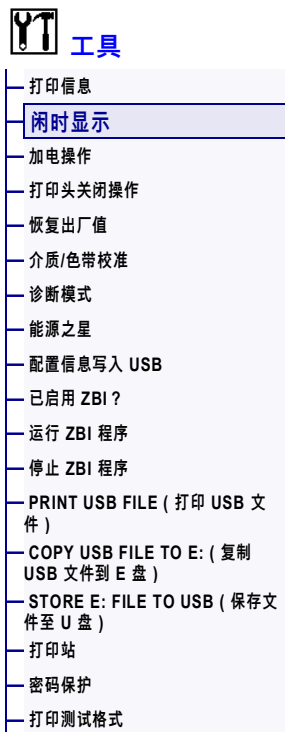 工具
打印信息
闲时显示
加电操作
打印头关闭操作
恢复出厂值
介质/色带校准
诊断模式
能源之星
配置信息写入 USB
已启用 ZBI ?
运行 ZBI 程序
停止 ZBI 程序
PRINT USB FILE ( 打印 USB 文
件 )
COPY USB FILE TO E: ( 复制
USB 文件到 E 盘 )
STORE E: FILE TO USB ( 保存文
件至 U 盘 )
打印站
密码保护
打印测试格式